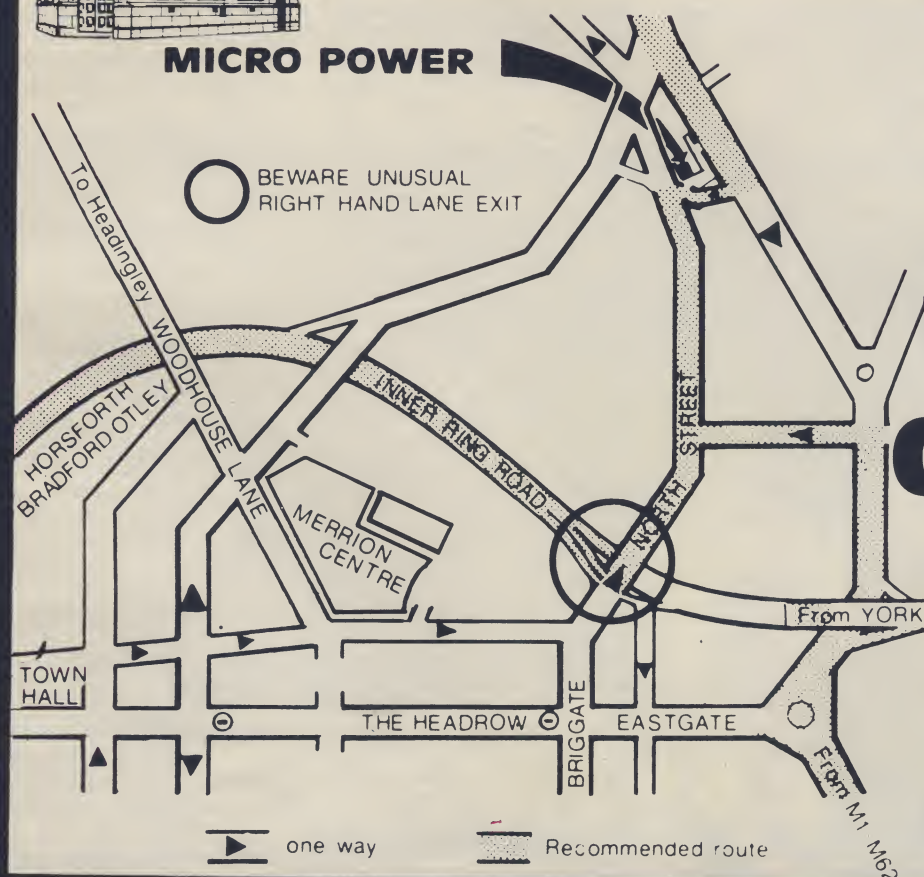 MICRO POWER
BEWARE UNUSUAL
RIGHT HAND LANE EXIT
To Headingley
WOODHOUSE LANE
HORSFORTH
BRADFORD OTLEY
INNER RING ROAD
NORTH STREET
MERRION
CENTRE
From YORK
TOWN
HALL
THE HEADROW
BRIGGATE
EASTGATE
From M1 M62
one way
Recommended route